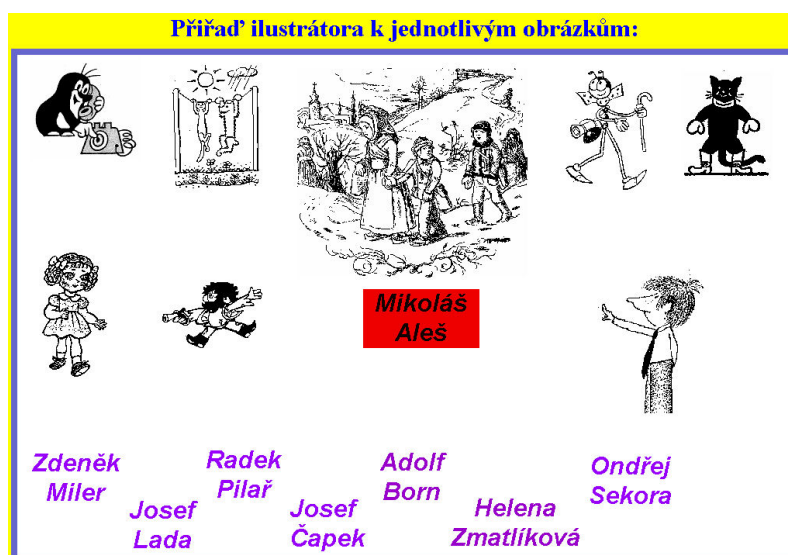 Přiřaď ilustrátora k jednotlivým obrázkům:
Mikoláš
Aleš
Zdeněk
Miler
Josef
Lada
Radek
Pilař
Josef
Čapek
Adolf
Born
Helena
Zmatlíková
Ondřej
Sekora